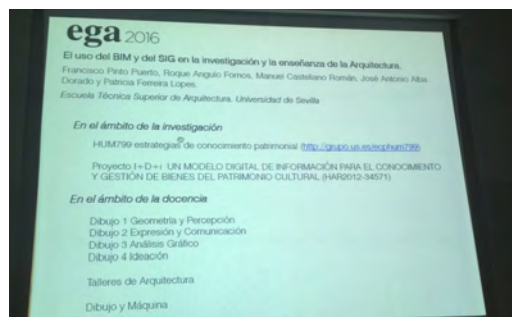 ega 2016
El uso del BIM y del SIG en la investigación y la enseñanza de la Arquitectura.
Francisco Pinto Puerto, Roque Angulo Fornos, Manuel Castellano Román, José Antonio Alba
Dorado y Patricia Ferreira Lopes.
Escuela Técnica Superior de Arquitectura. Universidad de Sevilla
En el ámbito de la investigación
HUM799 estrategias de conocimiento patrimonial (http://grupo.us.es/ecphum799)
Proyecto I+D+i UN MODELO DIGITAL DE INFORMACIÓN PARA EL CONOCIMIENTO
Y GESTIÓN DE BIENES DEL PATRIMONIO CULTURAL (HAR2012-34571)
En el ámbito de la docencia
Dibujo 1 Geometría y Percepción
Dibujo 2 Expresión y Comunicación
Dibujo 3 Análisis Gráfico
Dibujo 4 Ideación
Talleres de Arquitectura
Dibujo y Máquina